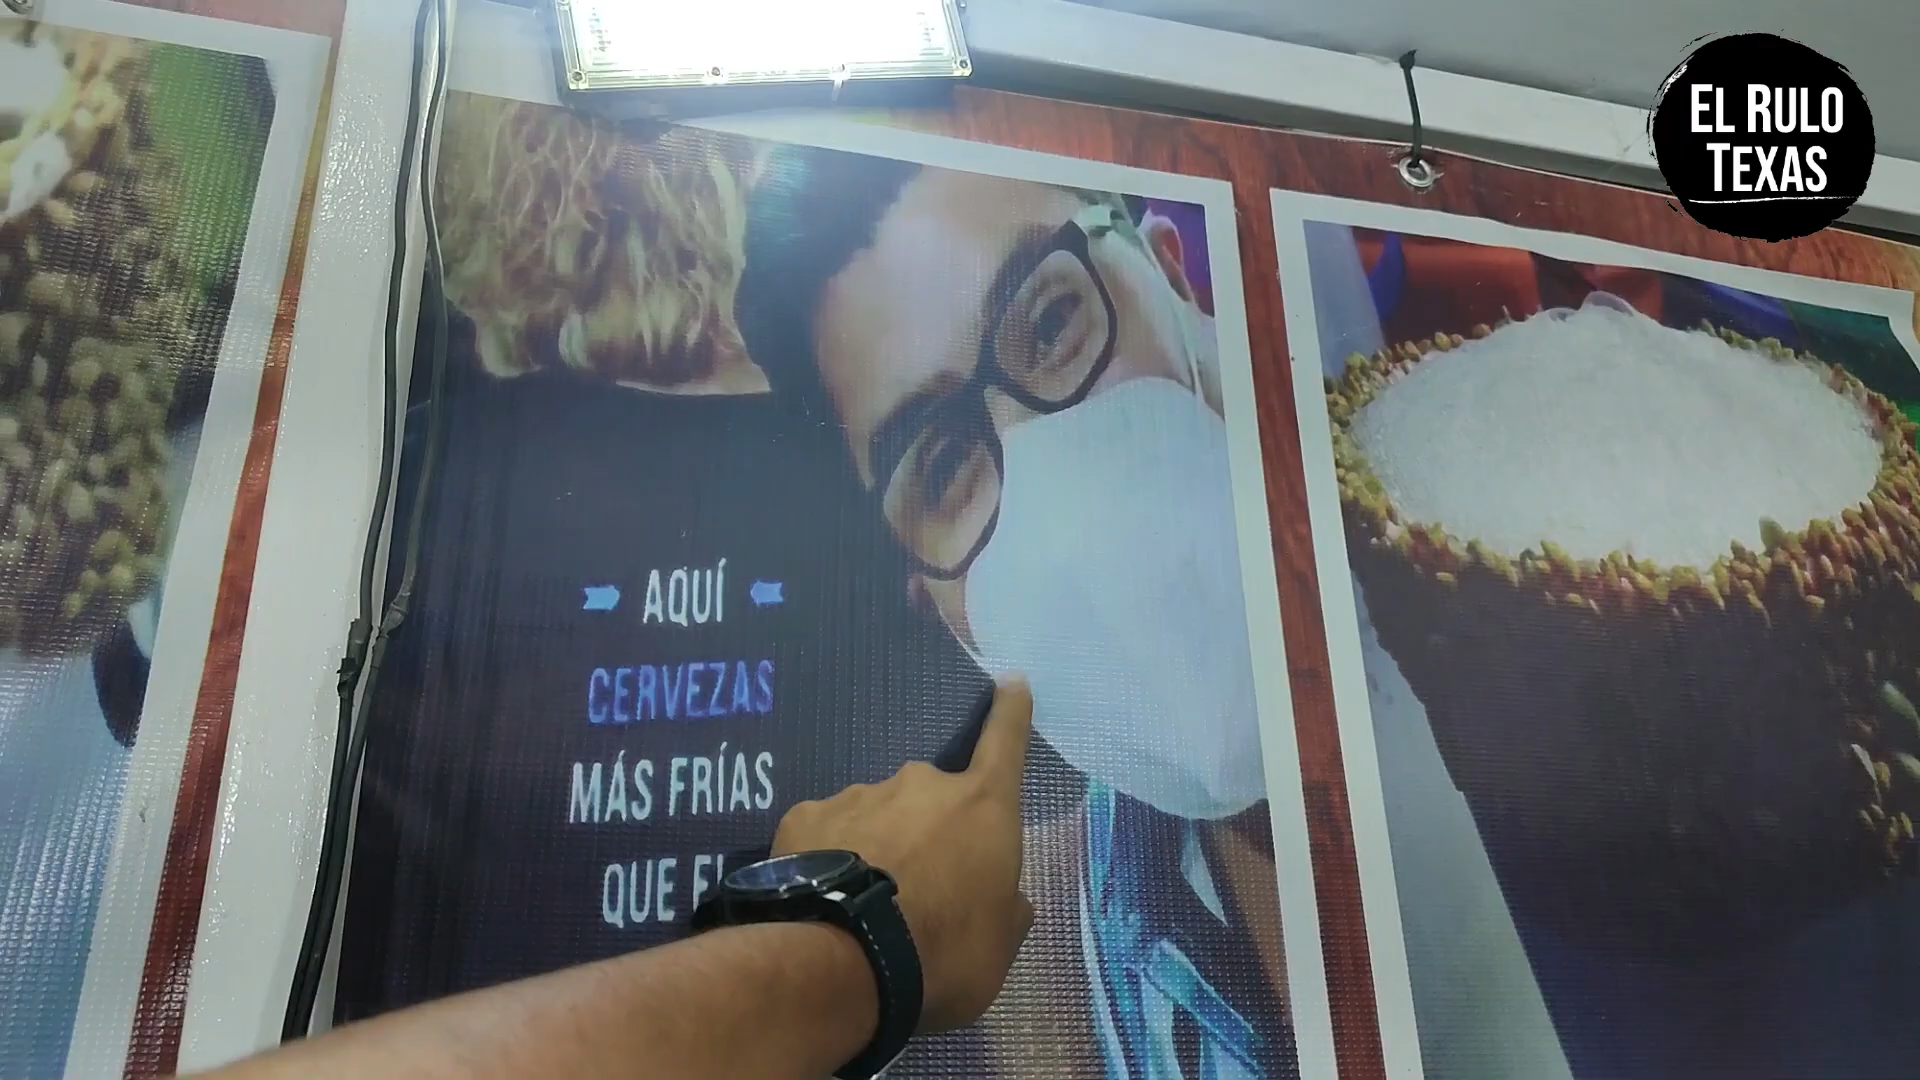 EL RULO
TEXAS
AQUÍ
CERVEZAS
MÁS FRÍAS
QUE